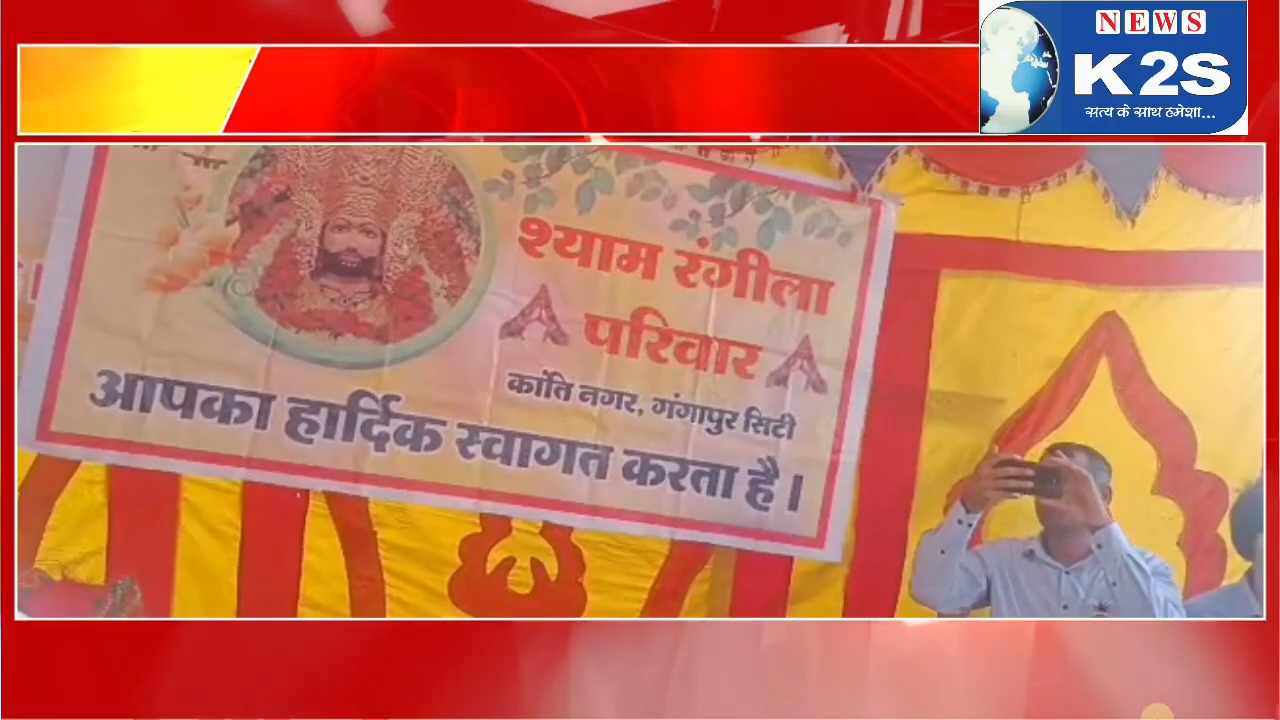 NEWS
K2S
सत्य के साथ हमेशा...
श्याम रंगीला
परिवार
कांति नगर, गंगापुर सिटी
आपका हार्दिक स्वागत करता है।